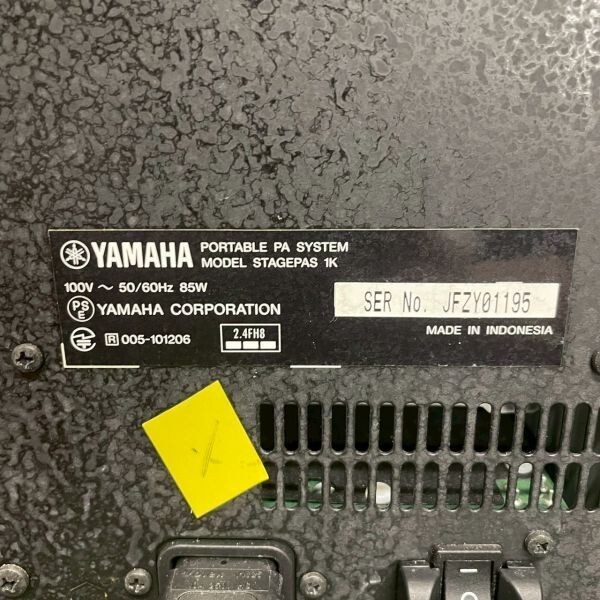 YAMAHA PORTABLE PA SYSTEM
MODEL STAGEPAS 1K
100V ~ 50/60Hz 85W
PSE YAMAHA CORPORATION
SER No. JFZY01195
R 005-101206
2.4FH8
MADE IN INDONESIA